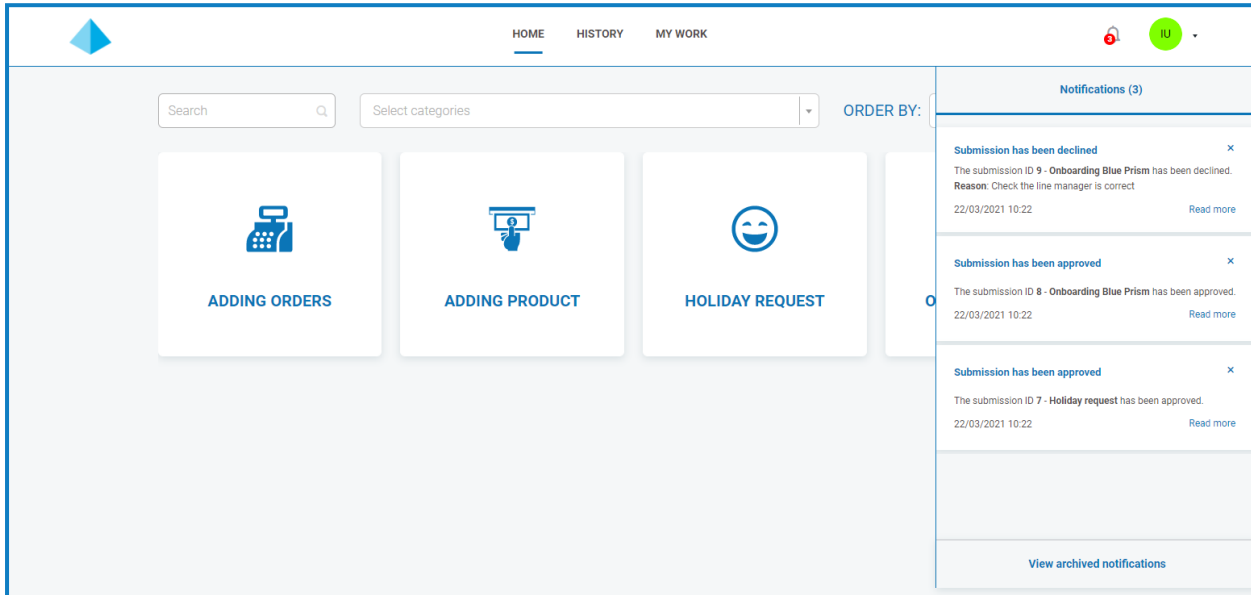 HOME HISTORY MY WORK
3
IU
Search
Select categories
ORDER BY:
ADDING ORDERS
ADDING PRODUCT
HOLIDAY REQUEST
O
Notifications (3)
Submission has been declined ×
The submission ID 9 - Onboarding Blue Prism has been declined.
Reason: Check the line manager is correct
22/03/2021 10:22 Read more
Submission has been approved ×
The submission ID 8 - Onboarding Blue Prism has been approved.
22/03/2021 10:22 Read more
Submission has been approved ×
The submission ID 7 - Holiday request has been approved.
22/03/2021 10:22 Read more
View archived notifications